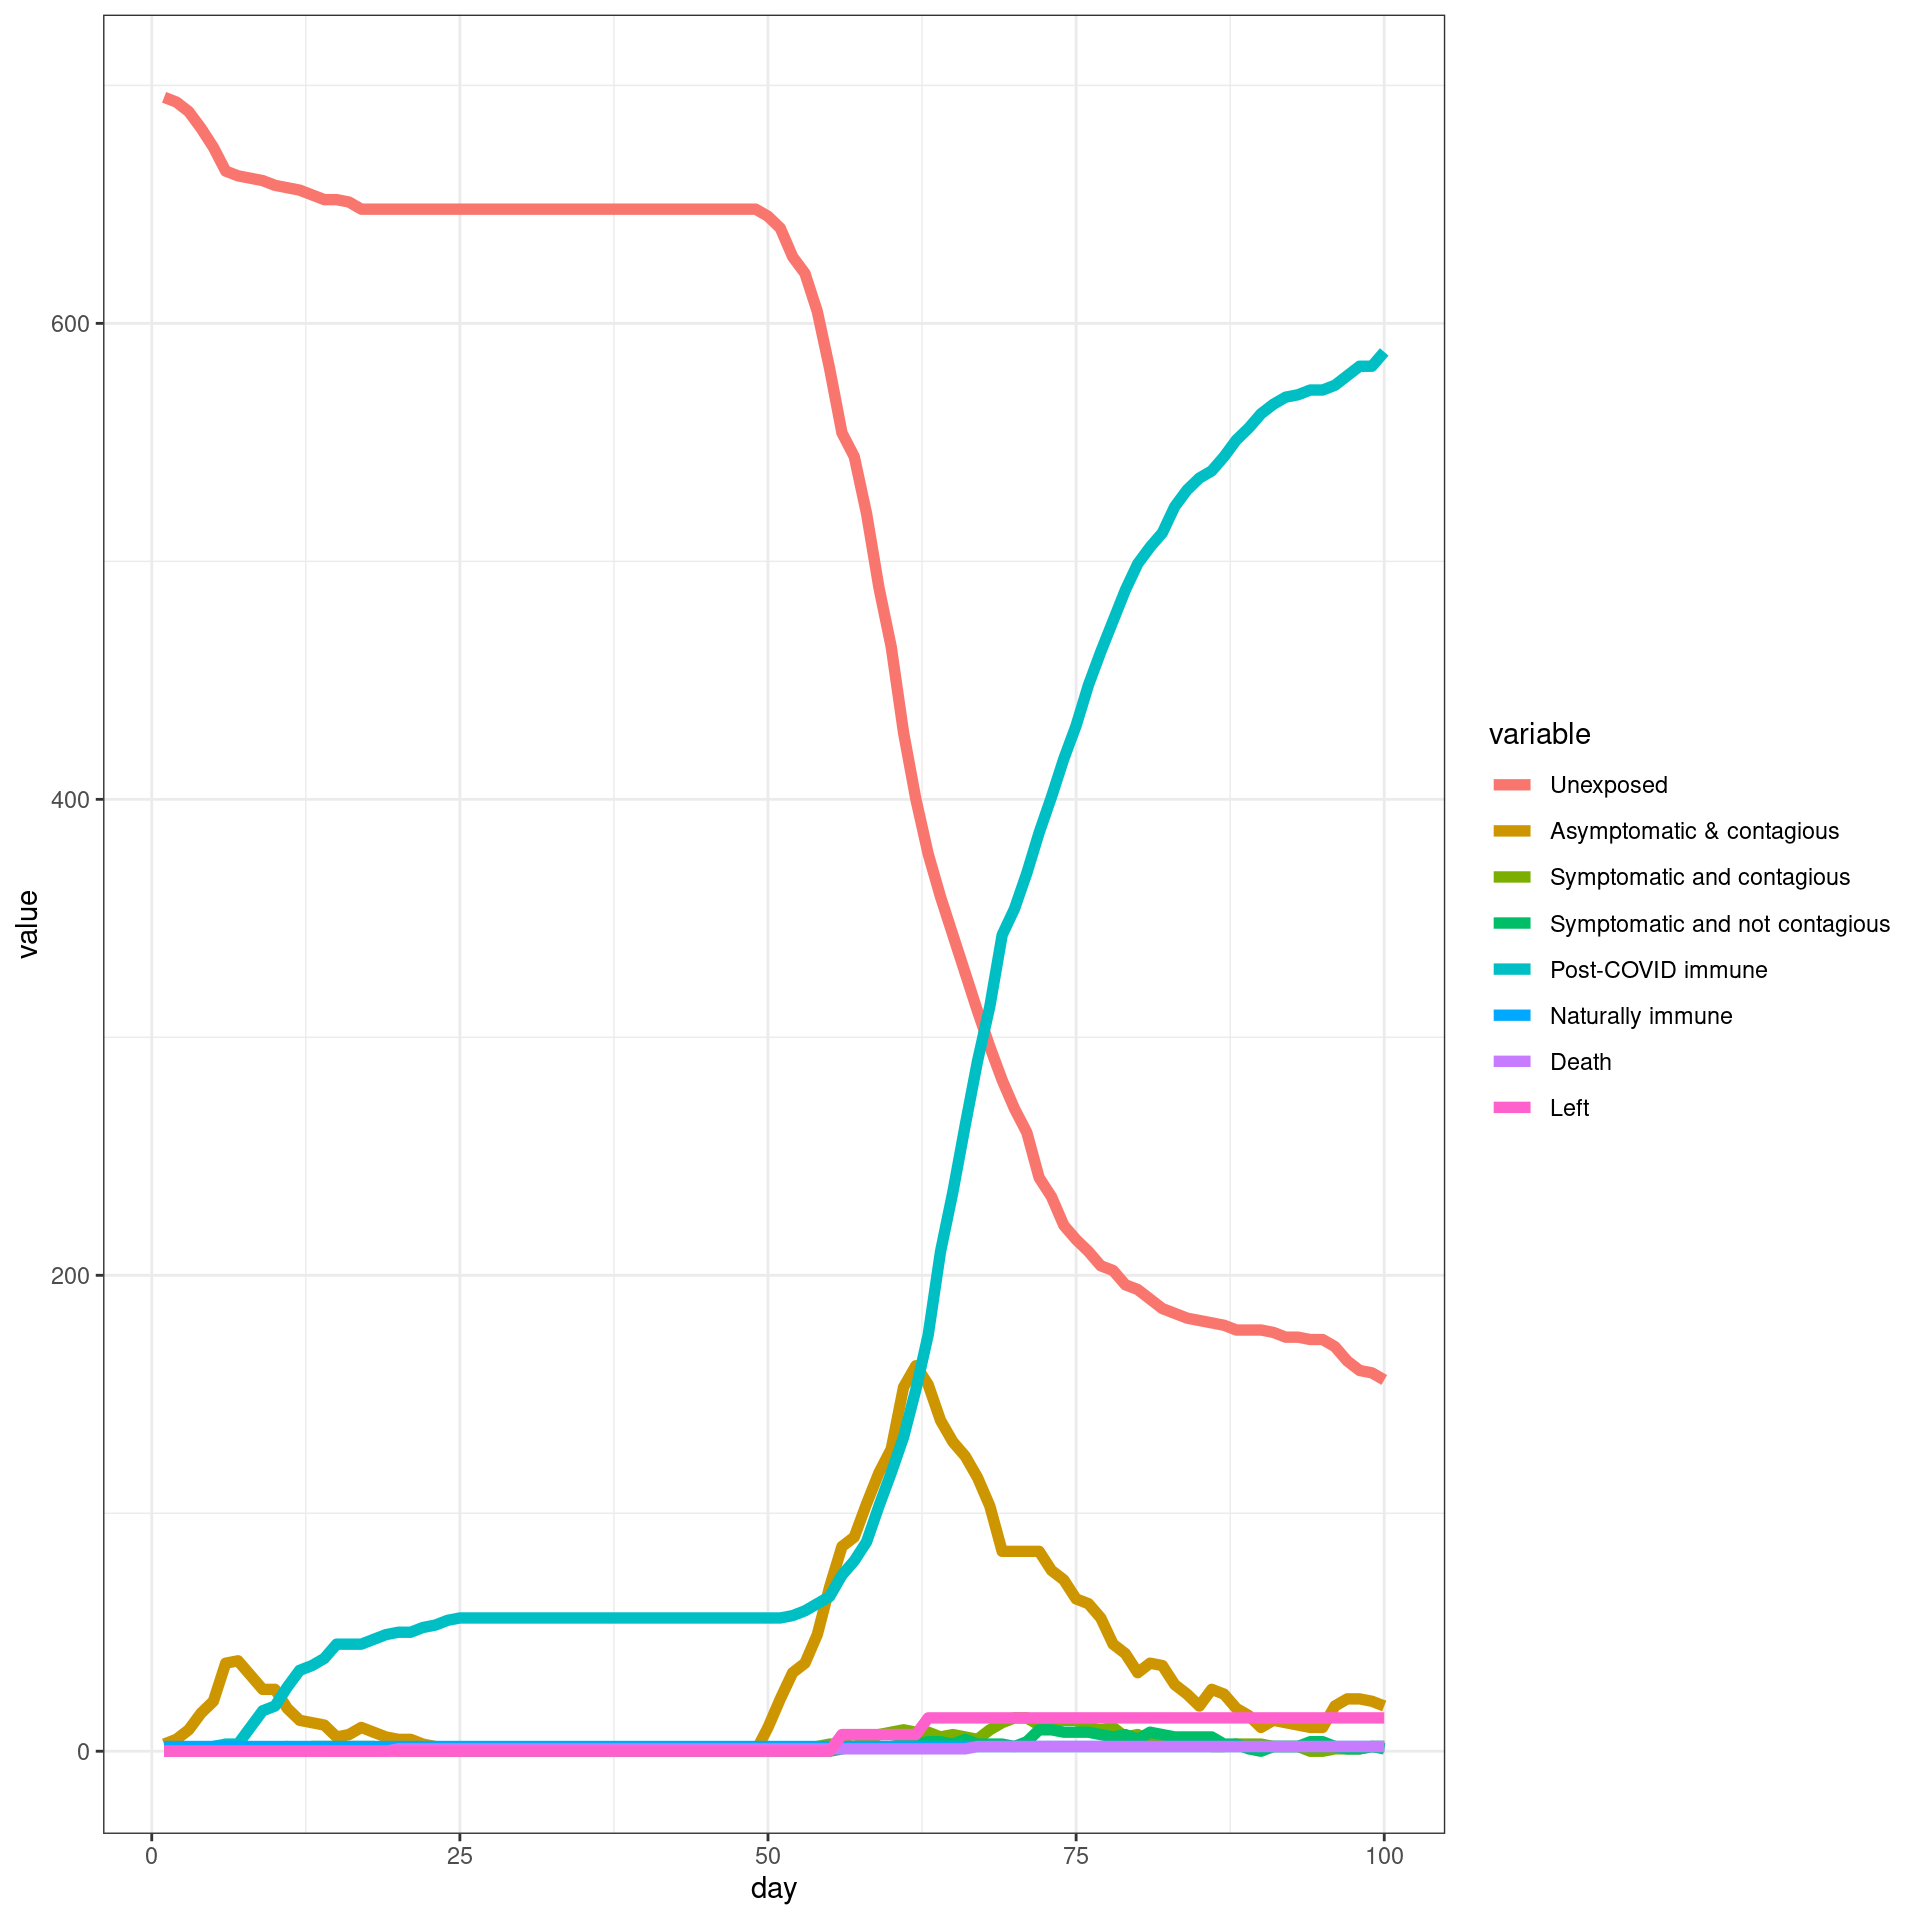 600
400
200
0
value
0
25
50
75
100
day
variable
Unexposed
Asymptomatic & contagious
Symptomatic and contagious
Symptomatic and not contagious
Post-COVID immune
Naturally immune
Death
Left